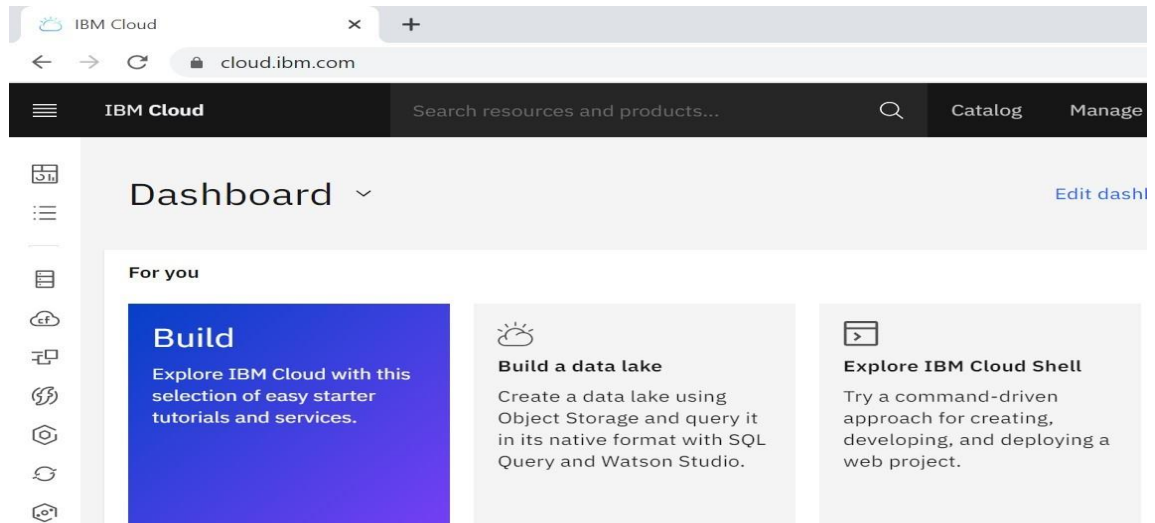 IBM Cloud
cloud.ibm.com
IBM Cloud
Search resources and products...
Catalog
Manage
Dashboard
Edit dash
For you
Build
Explore IBM Cloud with this
selection of easy starter
tutorials and services.
Build a data lake
Create a data lake using
Object Storage and query it
in its native format with SQL
Query and Watson Studio.
Explore IBM Cloud Shell
Try a command-driven
approach for creating,
developing, and deploying a
web project.